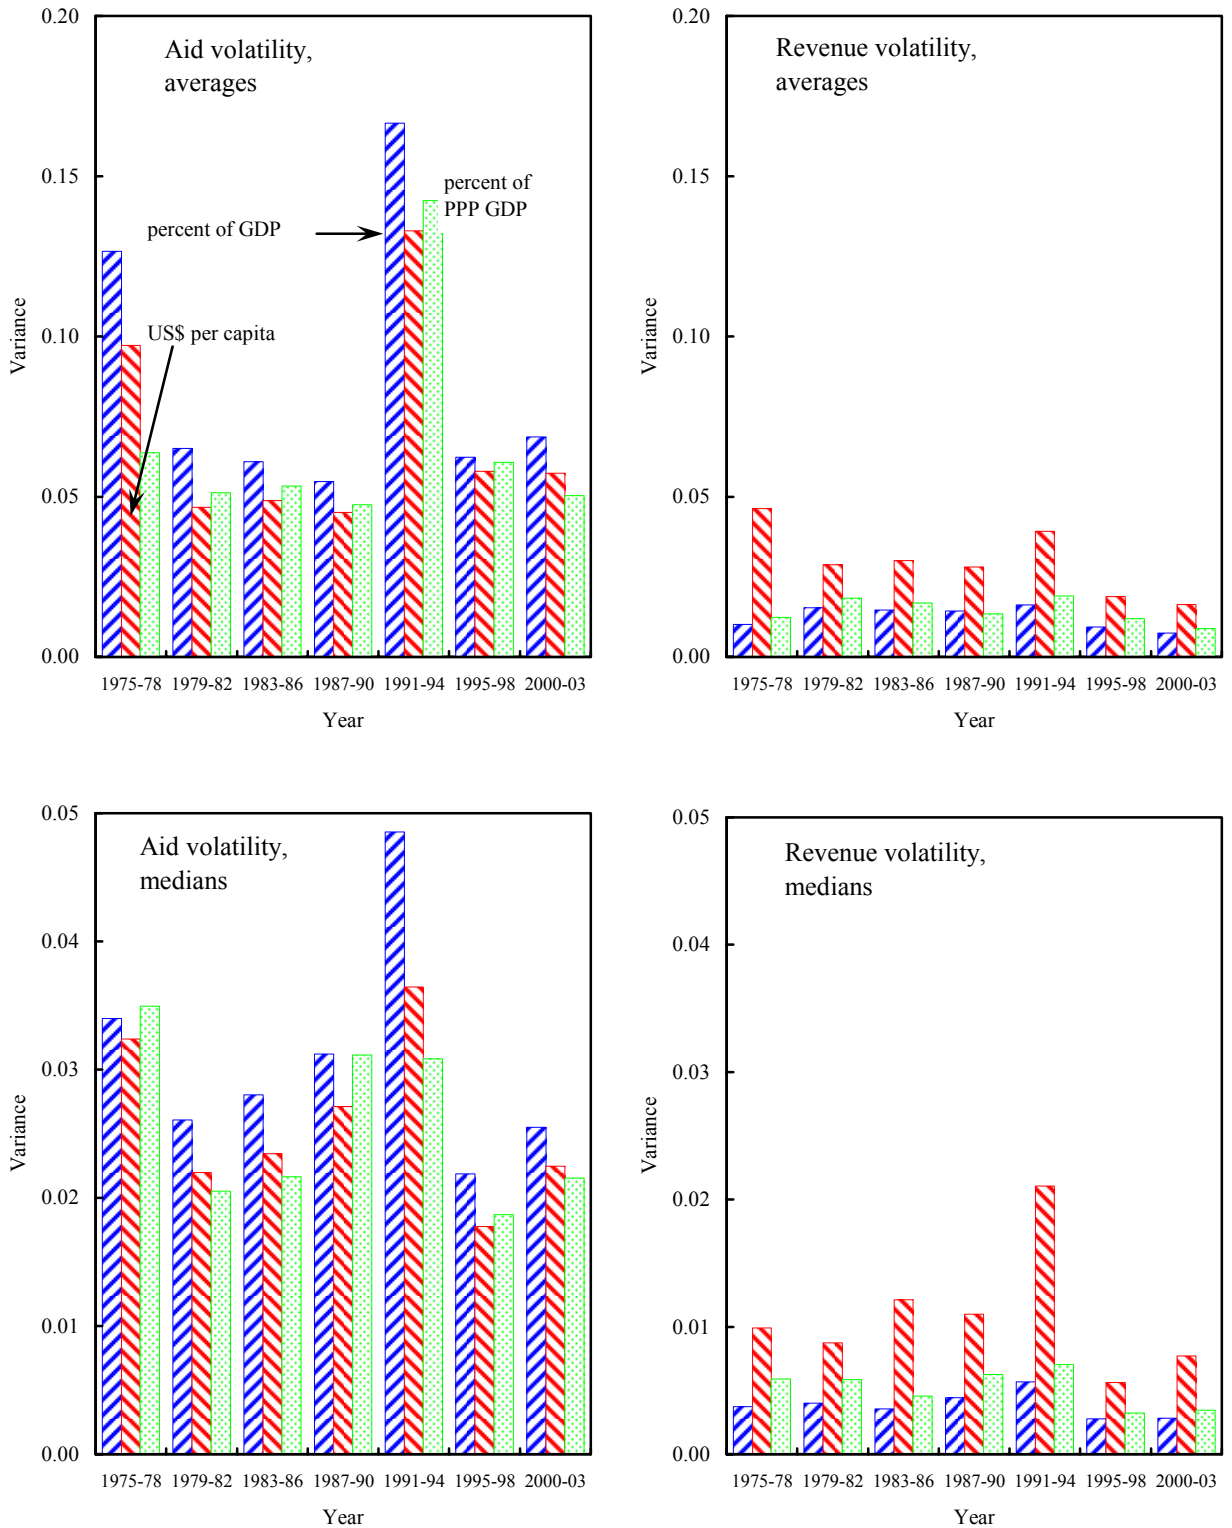 Aid volatility,
averages
0.20
0.15
0.10
0.05
0.00
Variance
percent of GDP
percent of
PPP GDP
US$ per capita
1975-78 1979-82 1983-86 1987-90 1991-94 1995-98 2000-03
Year
Revenue volatility,
averages
0.20
0.15
0.10
0.05
0.00
Variance
1975-78 1979-82 1983-86 1987-90 1991-94 1995-98 2000-03
Year
Aid volatility,
medians
0.05
0.04
0.03
0.02
0.01
0.00
Variance
1975-78 1979-82 1983-86 1987-90 1991-94 1995-98 2000-03
Year
Revenue volatility,
medians
0.05
0.04
0.03
0.02
0.01
0.00
Variance
1975-78 1979-82 1983-86 1987-90 1991-94 1995-98 2000-03
Year